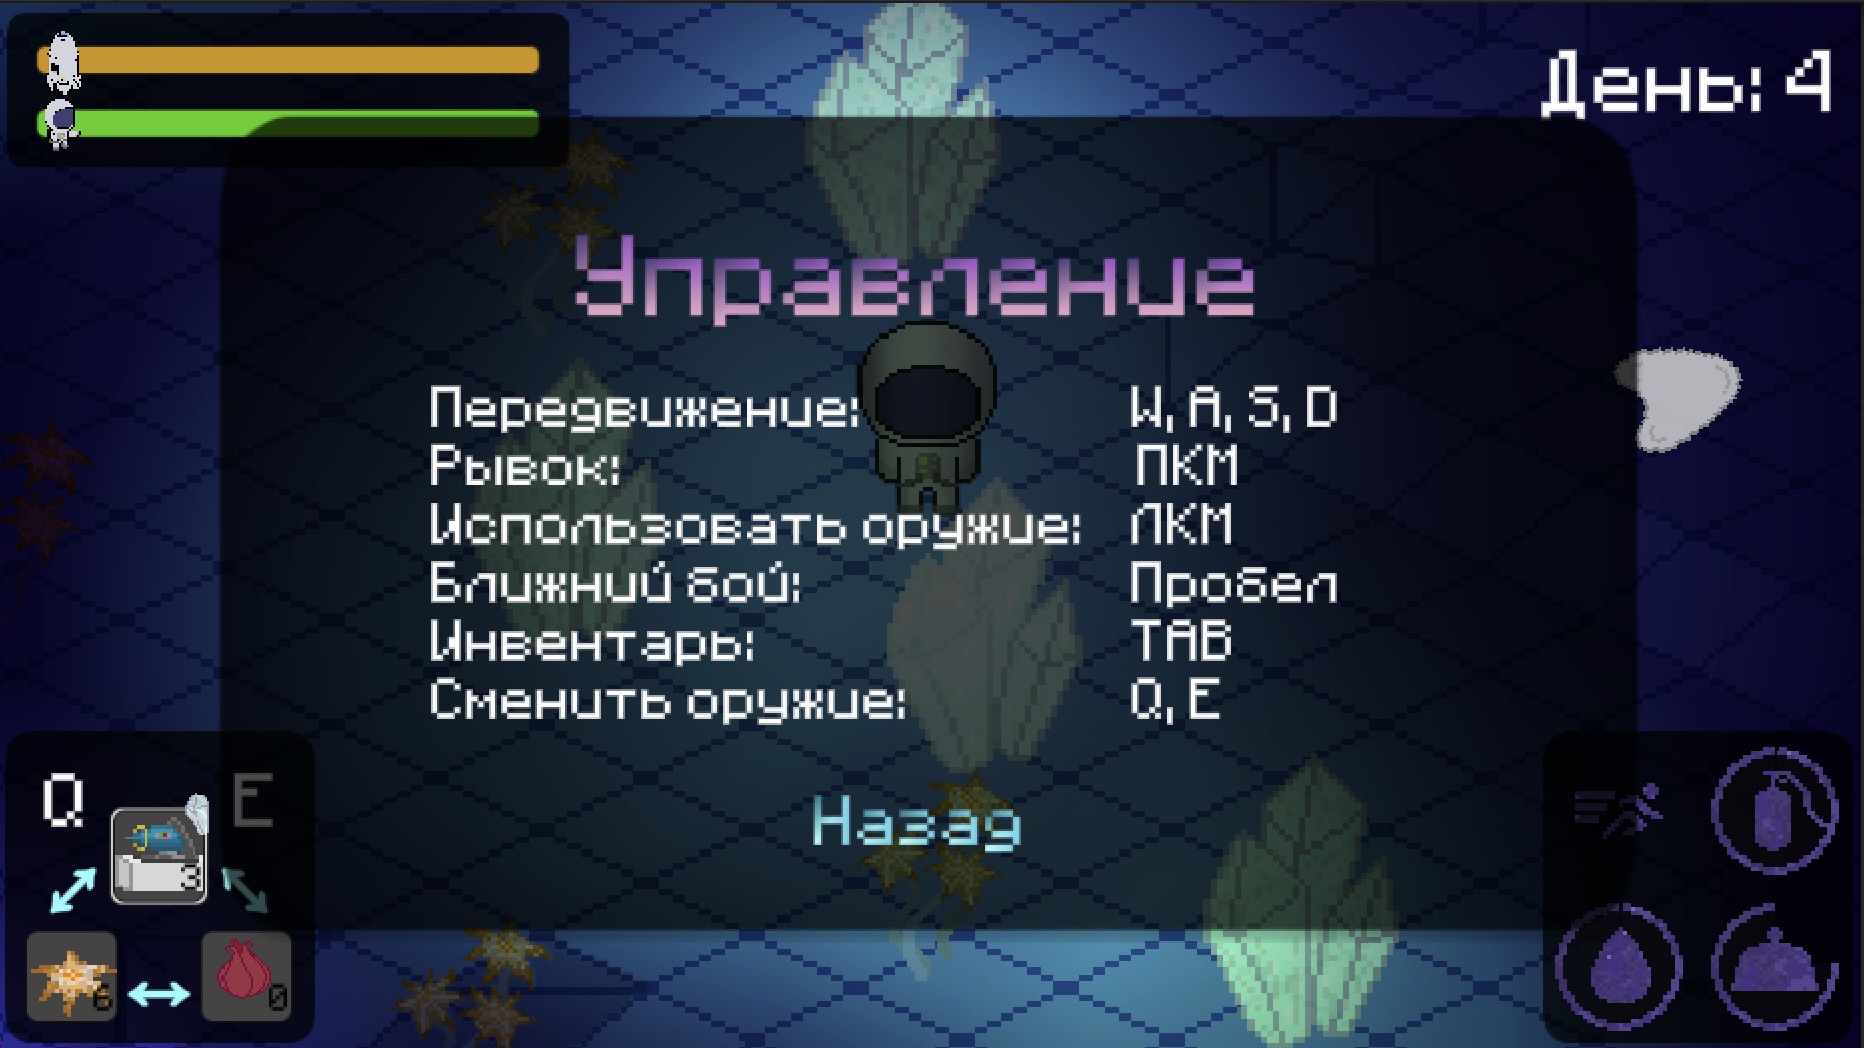 День: 4
Управление
Передвижение: W, A, S, D
Рывок: ПКМ
Использовать оружие: ЛКМ
Ближний бой: Пробел
Инвентарь: TAB
Сменить оружие: Q, E
Назад
Q E
3
6 0